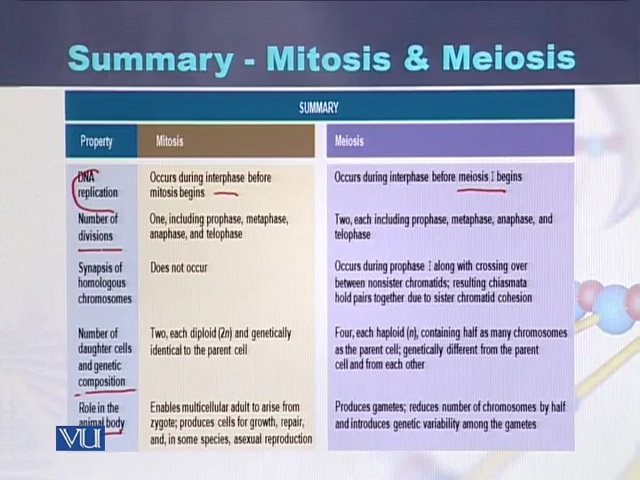 Summary - Mitosis & Meiosis
SUMMARY
Property
Mitosis
Meiosis
DNA
replication
Occurs during interphase before
mitosis begins
Occurs during interphase before meiosis I begins
Number of
divisions
One, including prophase, metaphase,
anaphase, and telophase
Two, each including prophase, metaphase, anaphase, and
telophase
Synapsis of
homologous
chromosomes
Does not occur
Occurs during prophase I along with crossing over
between nonsister chromatids; resulting chiasmata
hold pairs together due to sister chromatid cohesion
Number of
daughter cells
and genetic
composition
Two, each diploid (2n) and genetically
identical to the parent cell
Four, each haploid (n), containing half as many chromosomes
as the parent cell; genetically different from the parent
cell and from each other
Role in the
animal body
Enables multicellular adult to arise from
zygote; produces cells for growth, repair,
and, in some species, asexual reproduction
Produces gametes; reduces number of chromosomes by half
and introduces genetic variability among the gametes
VU